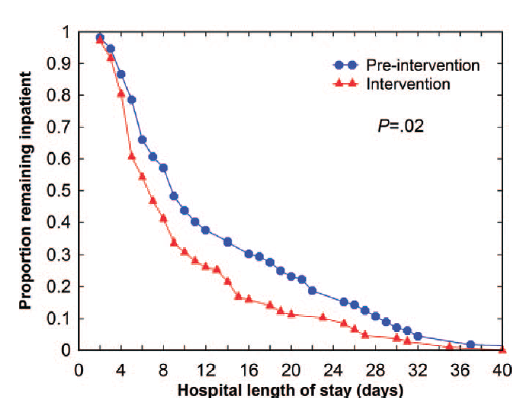 1
0.9
0.8
0.7
0.6
0.5
0.4
0.3
0.2
0.1
0
Proportion remaining inpatient
Pre-intervention
Intervention
P=.02
0 4 8 12 16 20 24 28 32 36 40
Hospital length of stay (days)